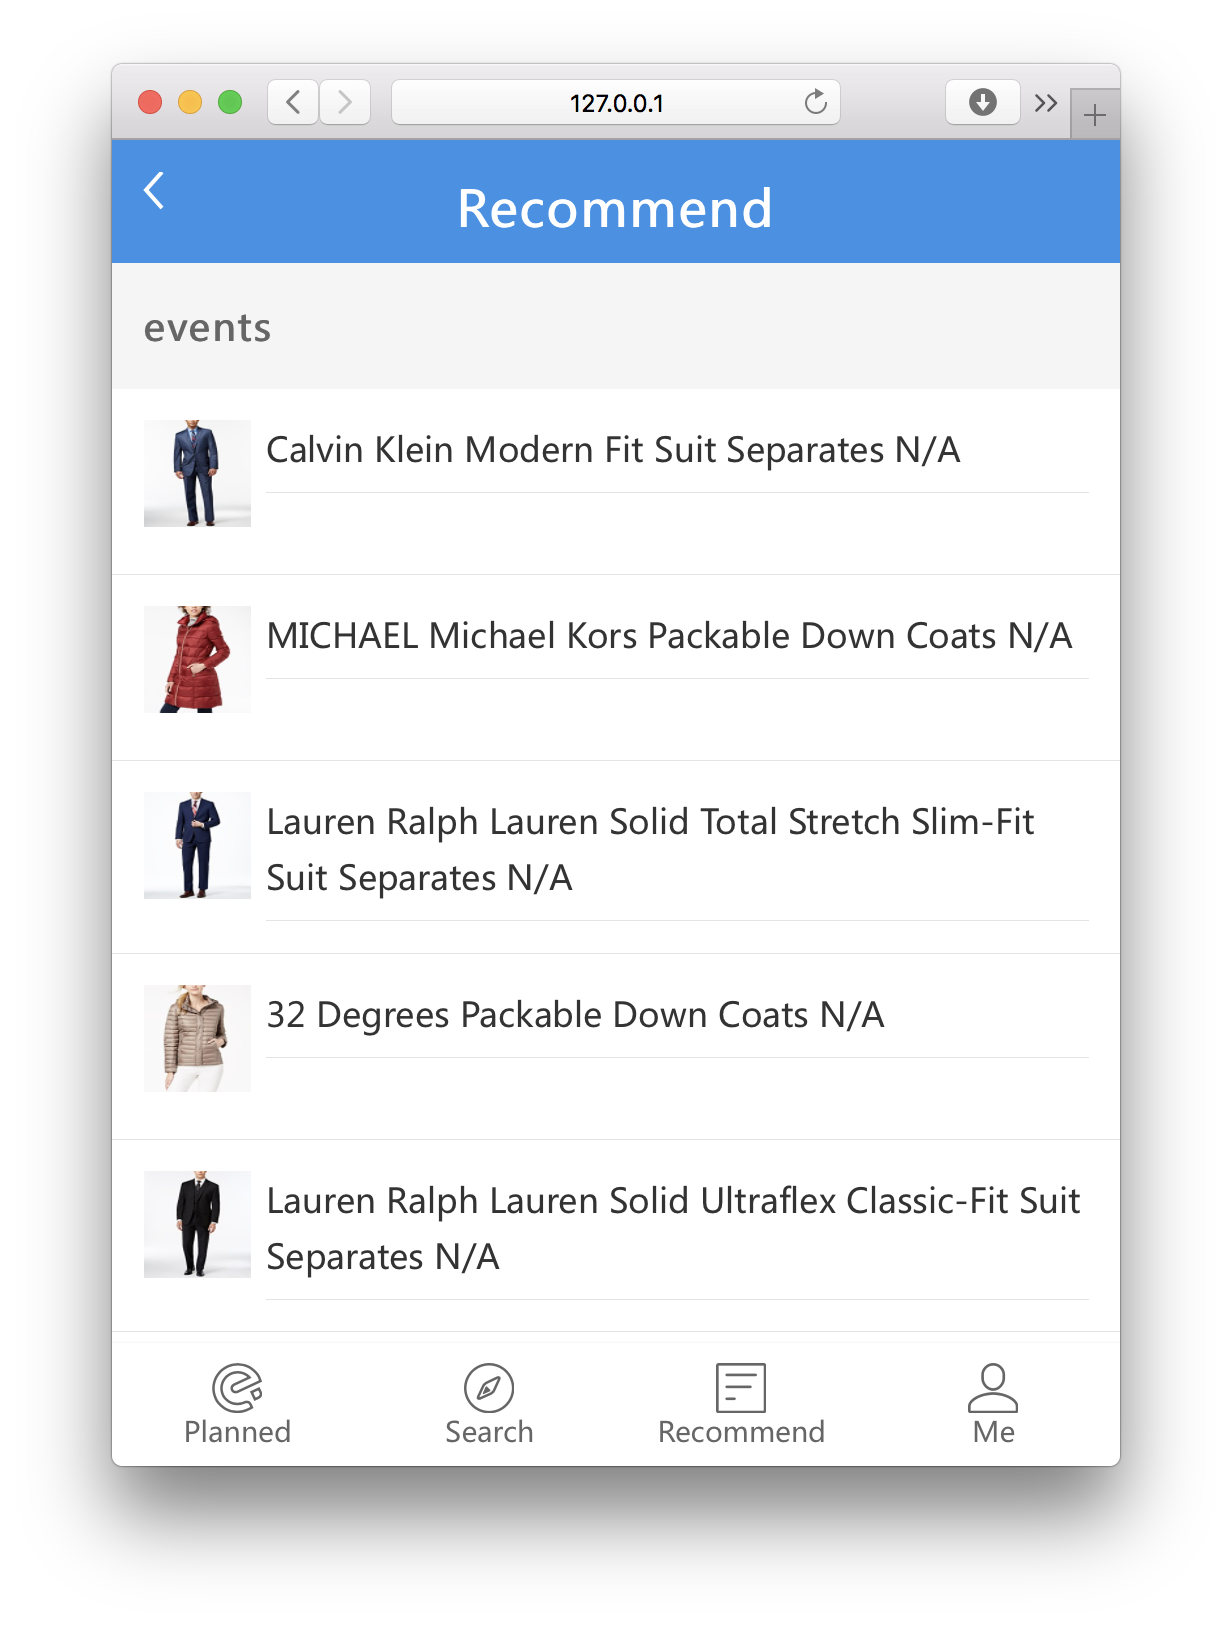 127.0.0.1
Recommend
events
Calvin Klein Modern Fit Suit Separates N/A
MICHAEL Michael Kors Packable Down Coats N/A
Lauren Ralph Lauren Solid Total Stretch Slim-Fit
Suit Separates N/A
32 Degrees Packable Down Coats N/A
Lauren Ralph Lauren Solid Ultraflex Classic-Fit Suit
Separates N/A
Planned Search Recommend Me